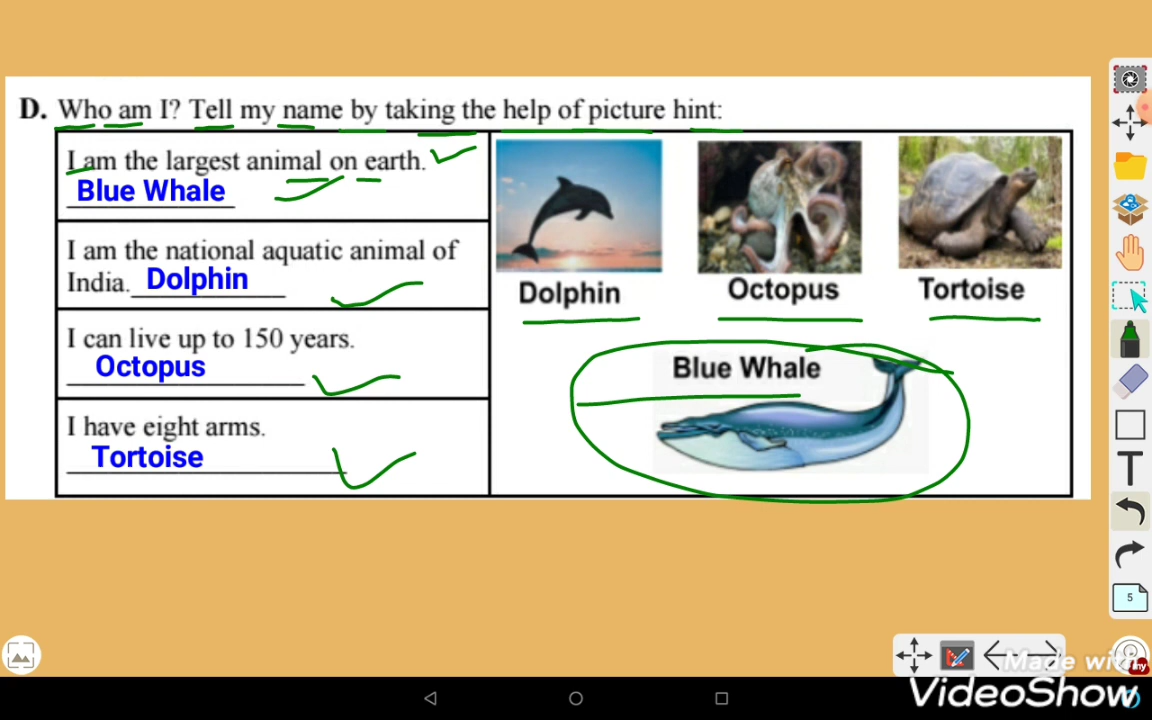 D. Who am I? Tell my name by taking the help of picture hint:
I am the largest animal on earth.
Blue Whale
I am the national aquatic animal of
India. Dolphin
I can live up to 150 years.
Octopus
I have eight arms.
Tortoise
Dolphin
Octopus
Tortoise
Blue Whale
T
5
my
Made with
VideoShow